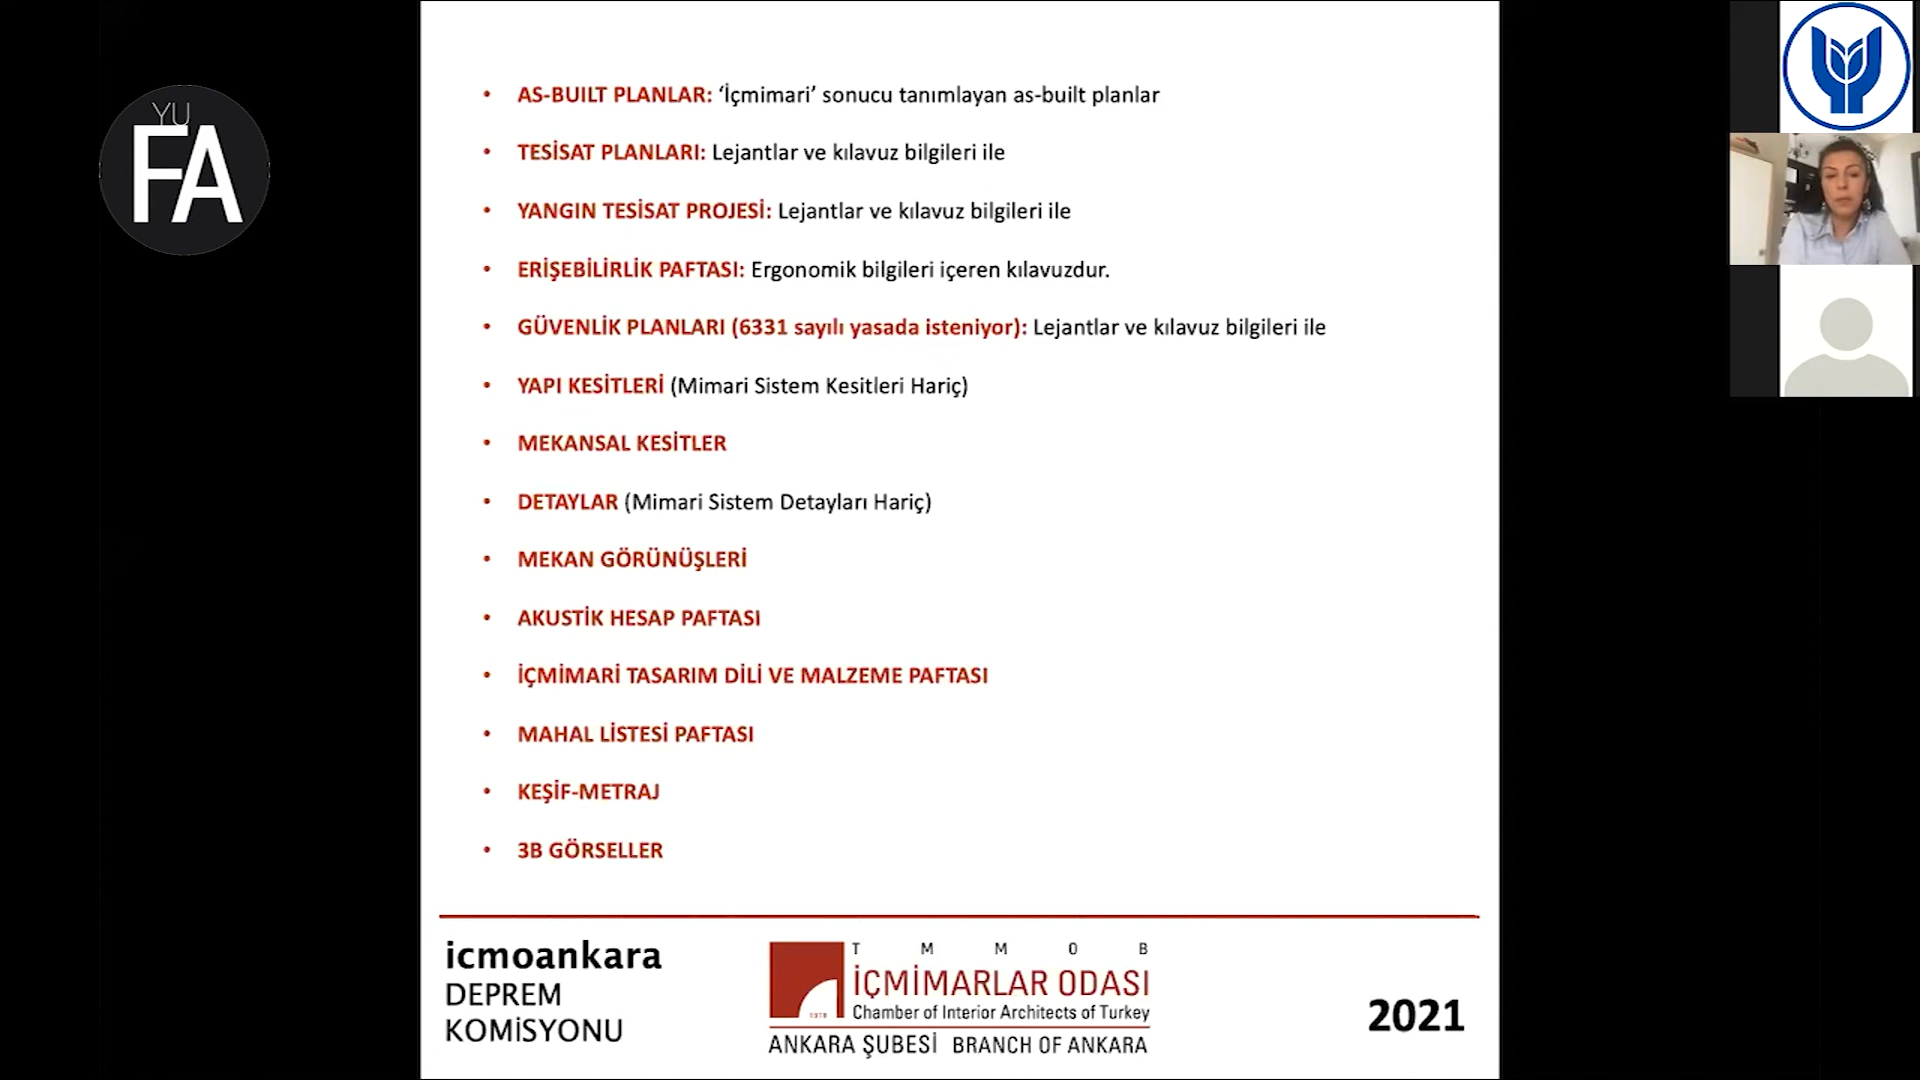 YU
FA
• AS-BUILT PLANLAR: ‘İçmimari’ sonucu tanımlayan as-built planlar
• TESİSAT PLANLARI: Lejantlar ve kılavuz bilgileri ile
• YANGIN TESİSAT PROJESİ: Lejantlar ve kılavuz bilgileri ile
• ERİŞEBİLİRLİK PAFTASI: Ergonomik bilgileri içeren kılavuzdur.
• GÜVENLİK PLANLARI (6331 sayılı yasada isteniyor): Lejantlar ve kılavuz bilgileri ile
• YAPI KESİTLERİ (Mimari Sistem Kesitleri Hariç)
• MEKANSAL KESİTLER
• DETAYLAR (Mimari Sistem Detayları Hariç)
• MEKAN GÖRÜNÜŞLERİ
• AKUSTİK HESAP PAFTASI
• İÇMİMARİ TASARIM DİLİ VE MALZEME PAFTASI
• MAHAL LİSTESİ PAFTASI
• KEŞİF-METRAJ
• 3B GÖRSELLER
icmoankara
DEPREM
KOMİSYONU
T M M O B
İÇMİMARLAR ODASI
Chamber of Interior Architects of Turkey
ANKARA ŞUBESİ BRANCH OF ANKARA
2021